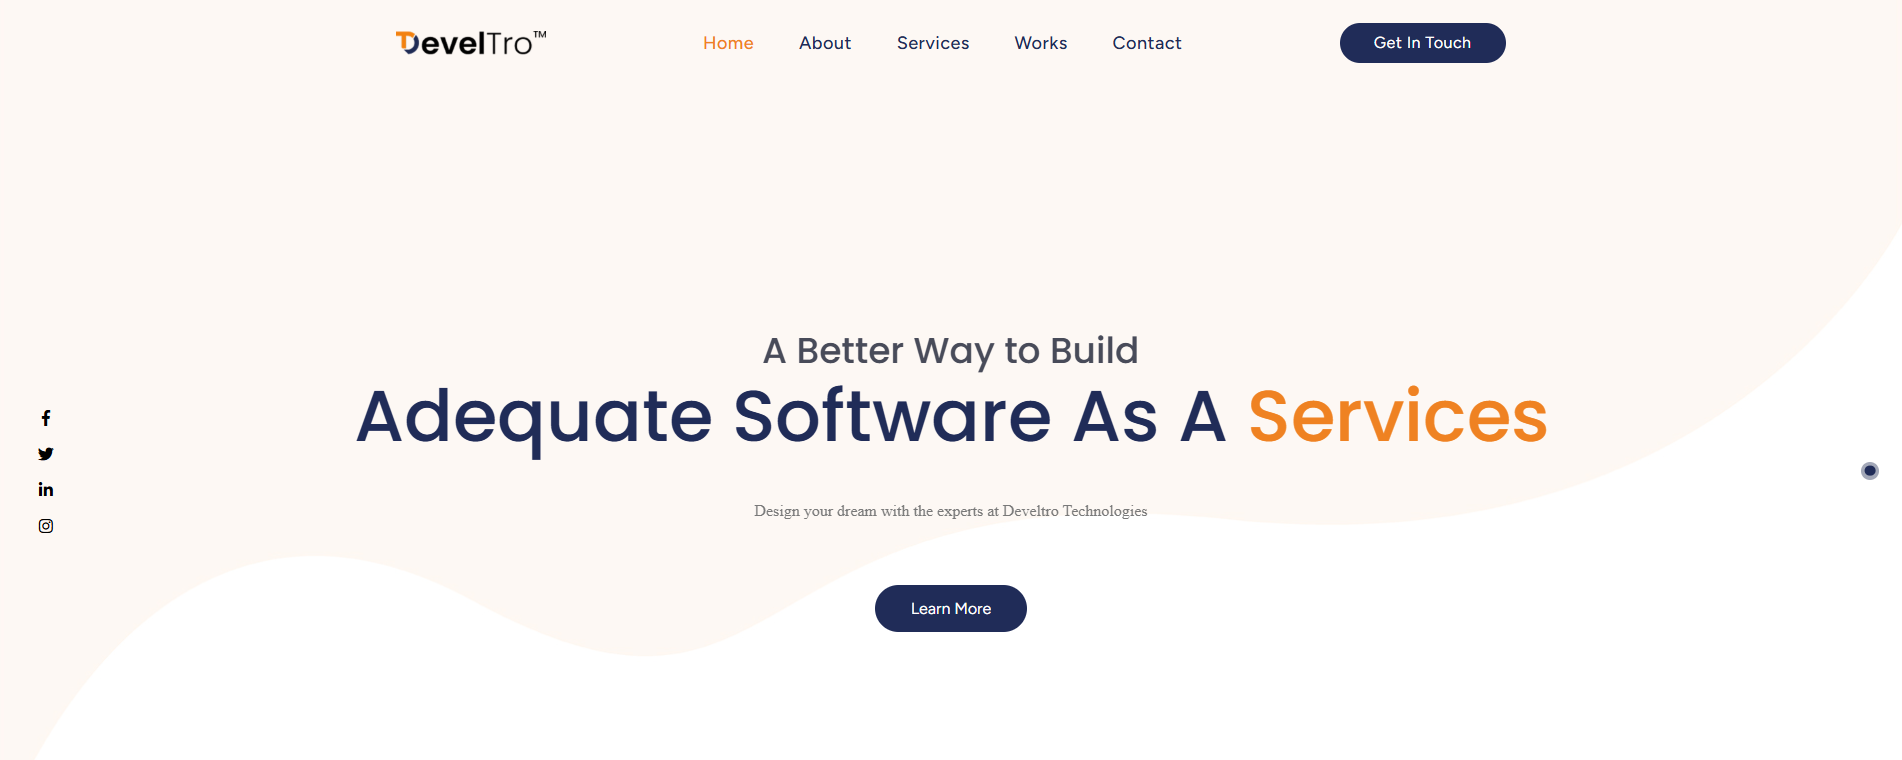 DevelTro™
Home About Services Works Contact
Get In Touch
A Better Way to Build
Adequate Software As A Services
Design your dream with the experts at Develtro Technologies
Learn More